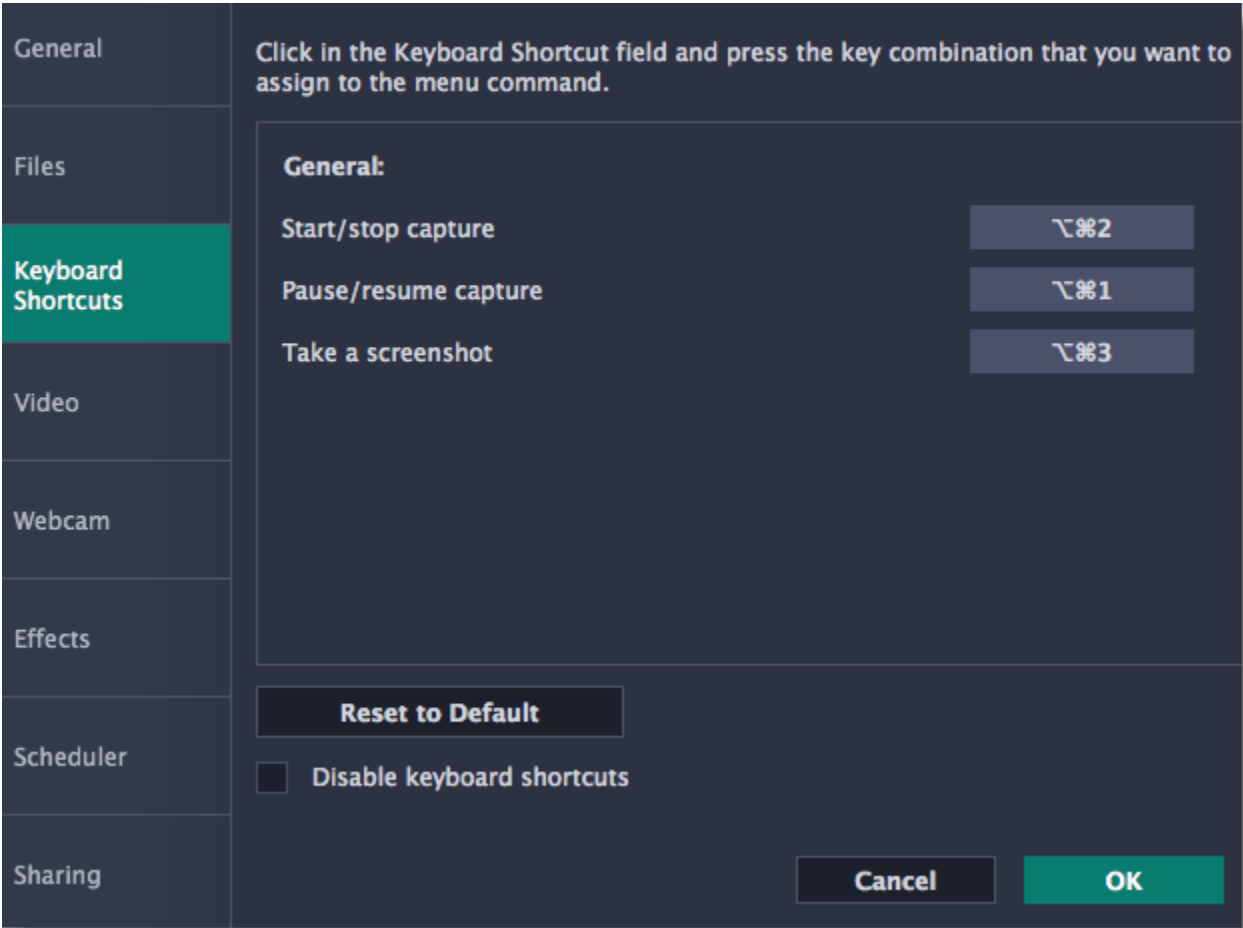 General
Files
Keyboard
Shortcuts
Video
Webcam
Effects
Scheduler
Sharing
Click in the Keyboard Shortcut field and press the key combination that you want to
assign to the menu command.
General:
Start/stop capture ⌥⌘2
Pause/resume capture ⌥⌘1
Take a screenshot ⌥⌘3
Reset to Default
Disable keyboard shortcuts
Cancel OK